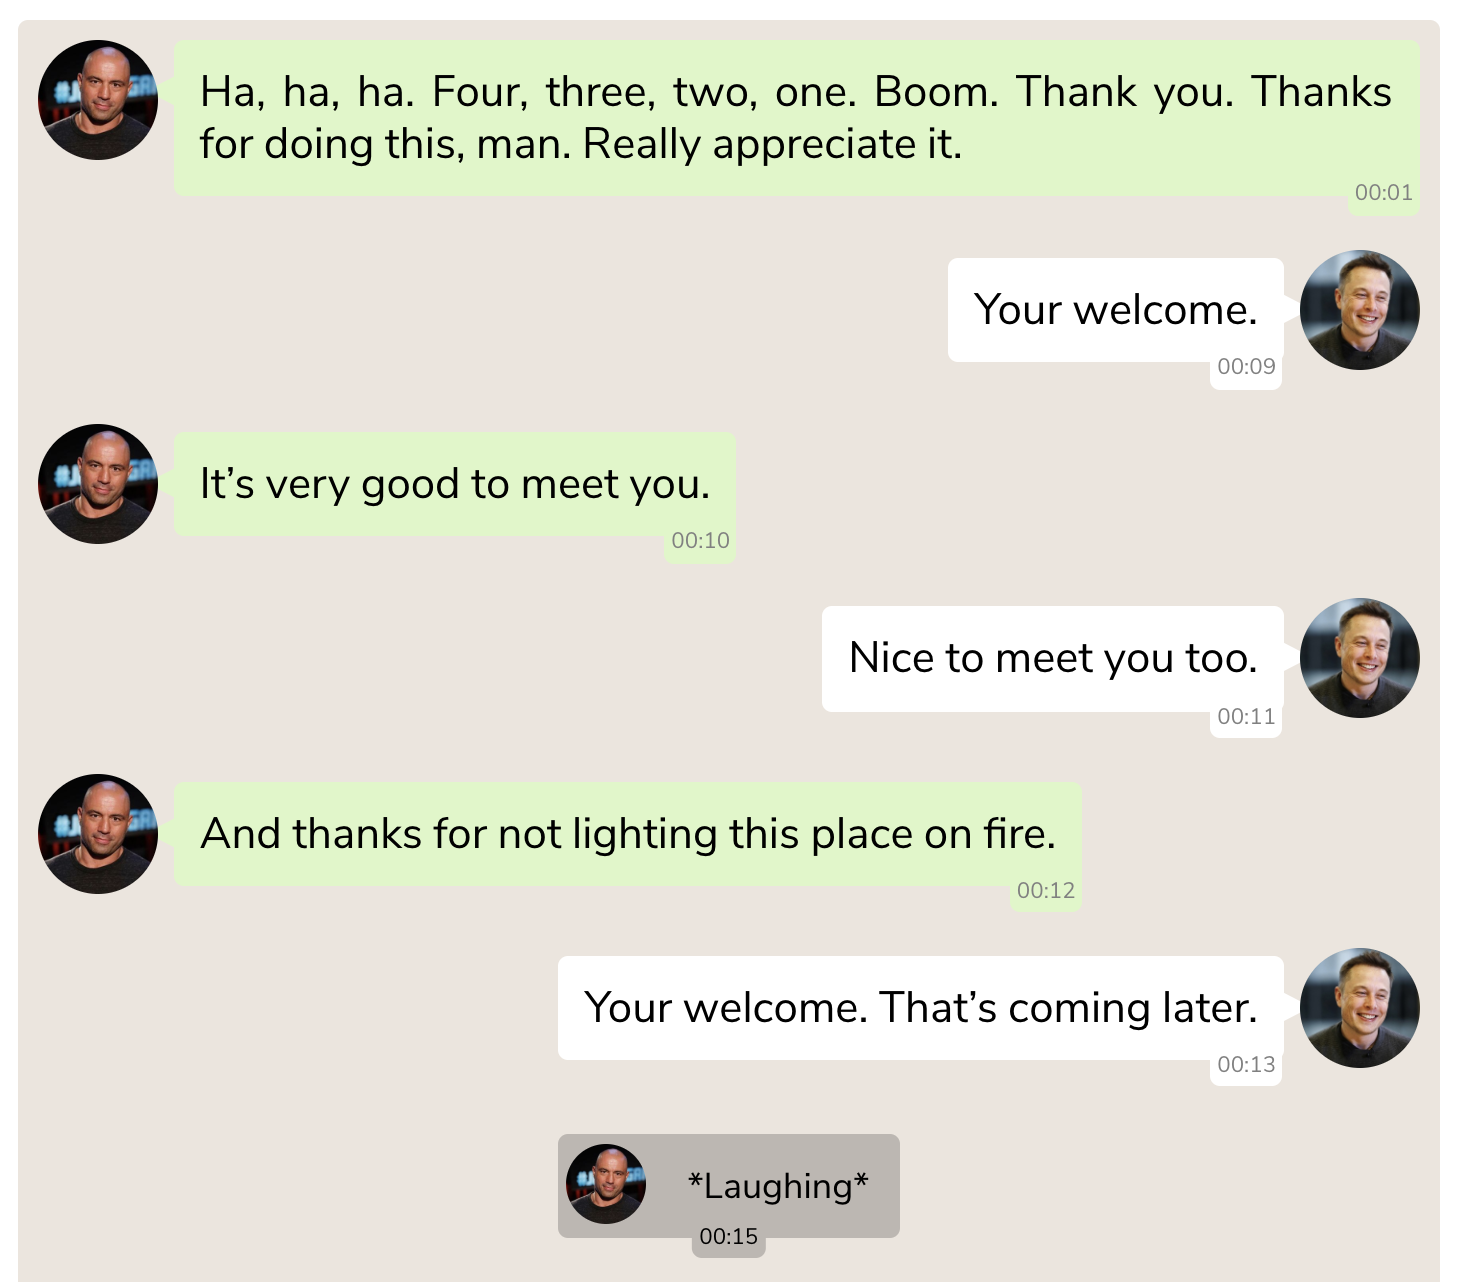 Ha, ha, ha. Four, three, two, one. Boom. Thank you. Thanks
for doing this, man. Really appreciate it.
00:01
Your welcome.
00:09
It’s very good to meet you.
00:10
Nice to meet you too.
00:11
And thanks for not lighting this place on fire.
00:12
Your welcome. That’s coming later.
00:13
*Laughing*
00:15